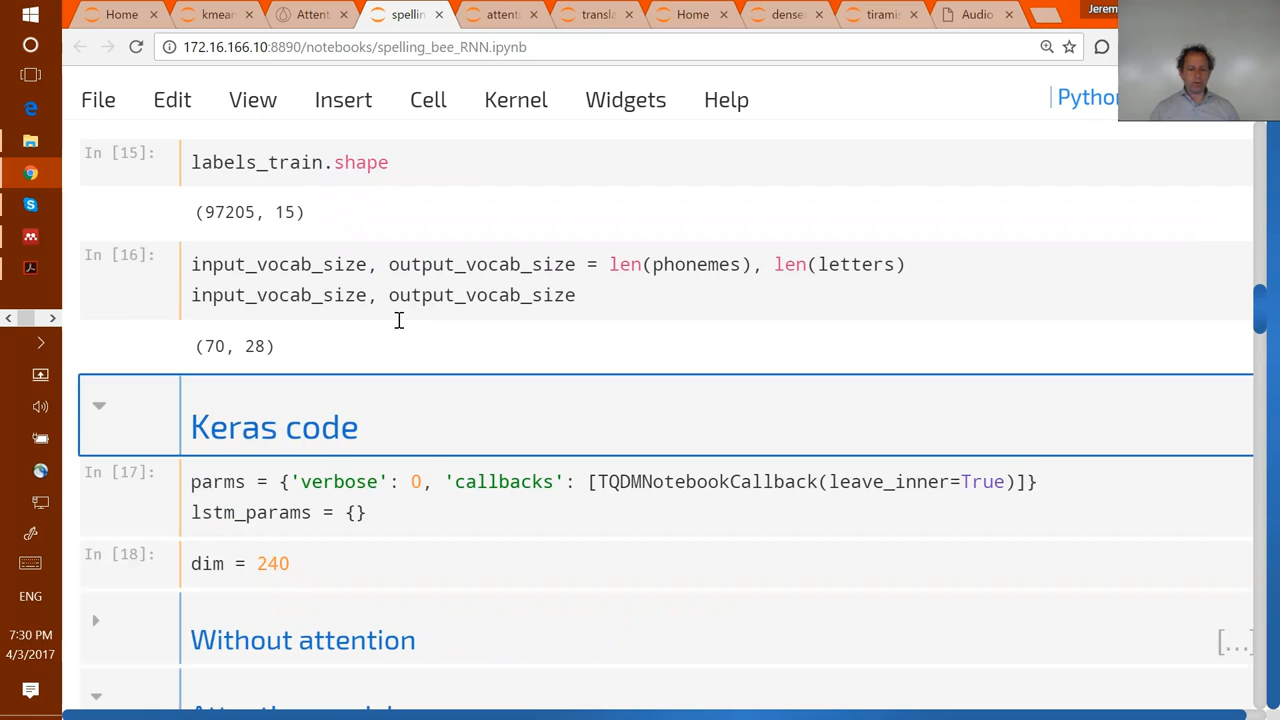 Home
kmean
Attent
spellin
attenti
transla
Home
dense
tiramis
Audio
Jerem
172.16.166.10:8890/notebooks/spelling_bee_RNN.ipynb
File Edit View Insert Cell Kernel Widgets Help
Python
In [15]:
labels_train.shape
(97205, 15)
In [16]:
input_vocab_size, output_vocab_size = len(phonemes), len(letters)
input_vocab_size, output_vocab_size
(70, 28)
Keras code
In [17]:
parms = {'verbose': 0, 'callbacks': [TQDMNotebookCallback(leave_inner=True)]}
lstm_params = {}
In [18]:
dim = 240
Without attention
[...]
ENG
7:30 PM
4/3/2017